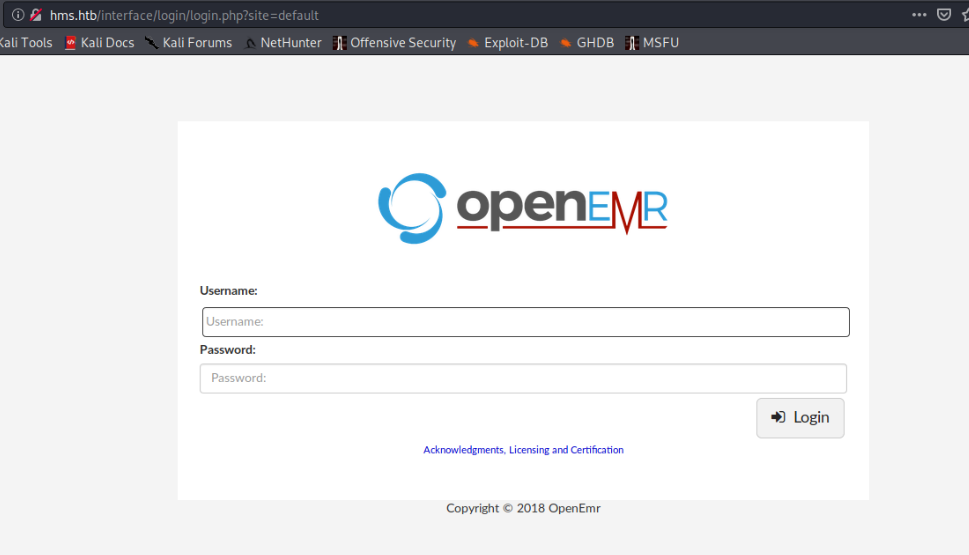 hms.htb/interface/login/login.php?site=default
Kali Tools Kali Docs Kali Forums NetHunter Offensive Security Exploit-DB GHDB MSFU
openEMR
Username:
Username:
Password:
Password:
Login
Acknowledgments, Licensing and Certification
Copyright © 2018 OpenEmr